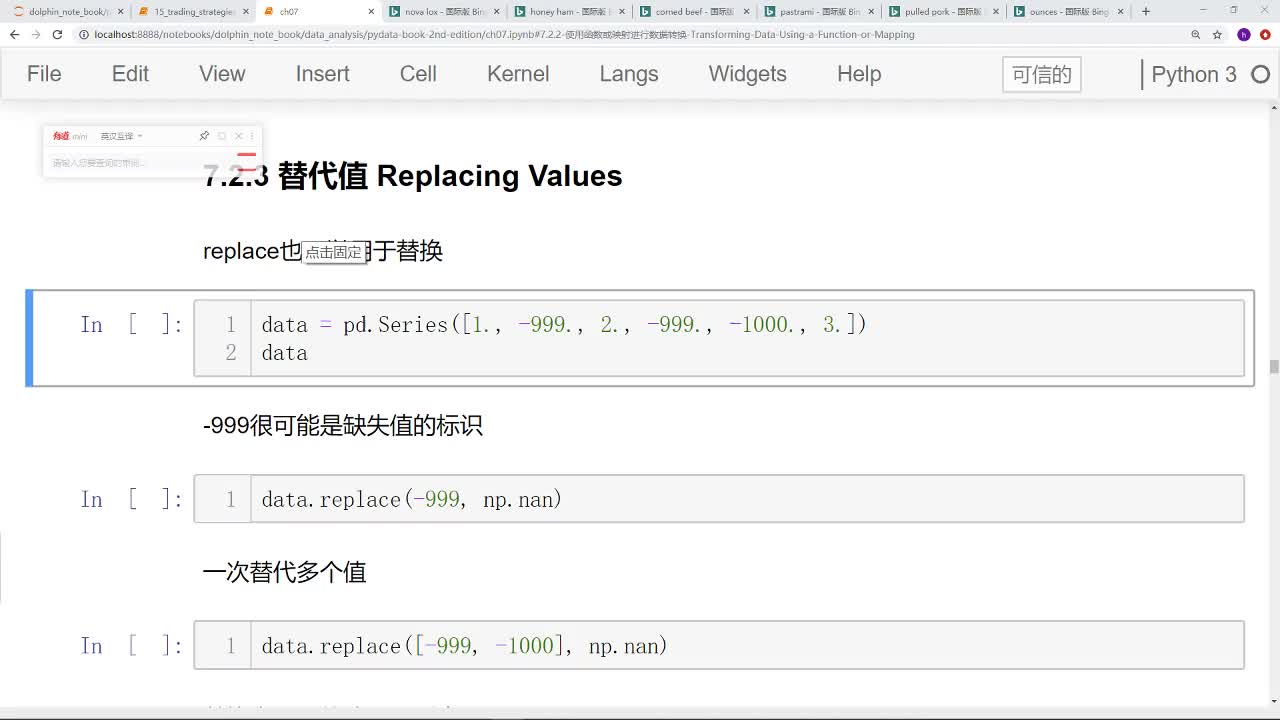 dolphin_note_book/
15_trading_strategies
ch07
nova lox - 国际版 Bin
honey ham - 国际版
corned beef - 国际版
pastrami - 国际版 Bin
pulled pork - 国际版
ounces - 国际版 Bing
localhost:8888/notebooks/dolphin_note_book/data_analysis/pydata-book-2nd-edition/ch07.ipynb#7.2.2-使用函数或映射进行数据转换-Transforming-Data-Using-a-Function-or-Mapping
File Edit View Insert Cell Kernel Langs Widgets Help 可信的 Python 3
有道 mini 英汉互译
请输入您要查询的单词...
7.2.3 替代值 Replacing Values
replace也 用于替换
点击固定
In [ ]: 1 data = pd.Series([1., -999., 2., -999., -1000., 3.])
2 data
-999很可能是缺失值的标识
In [ ]: 1 data.replace(-999, np.nan)
一次替代多个值
In [ ]: 1 data.replace([-999, -1000], np.nan)